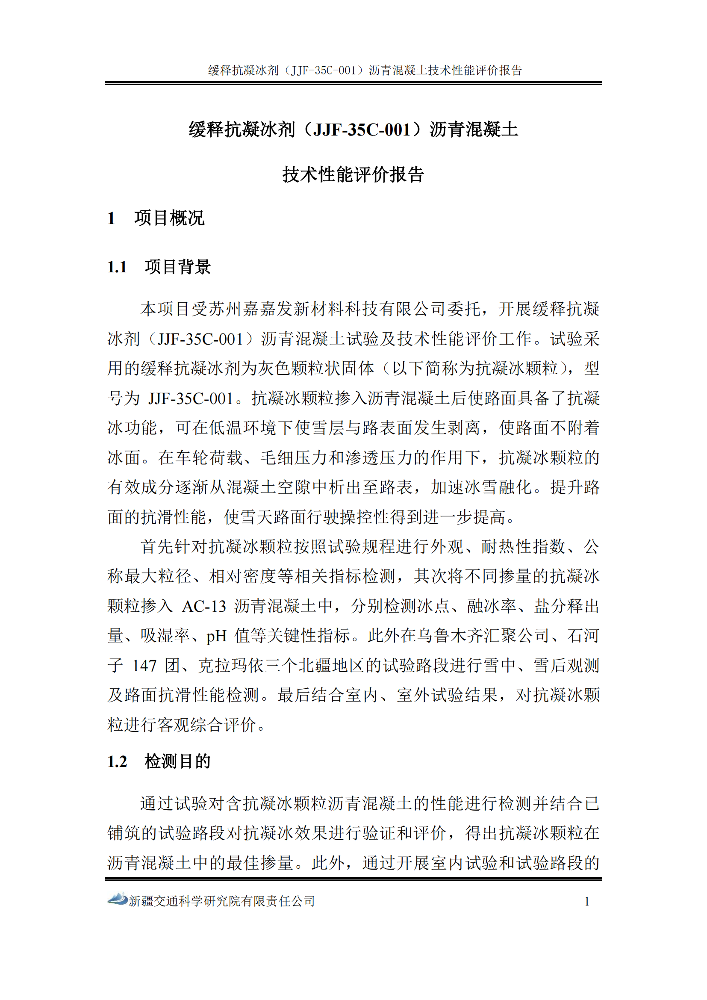 缓释抗凝冰剂（JJF-35C-001）沥青混凝土技术性能评价报告
缓释抗凝冰剂（JJF-35C-001）沥青混凝土
技术性能评价报告
1 项目概况
1.1 项目背景
本项目受苏州嘉嘉发新材料科技有限公司委托，开展缓释抗凝
冰剂（JJF-35C-001）沥青混凝土试验及技术性能评价工作。试验采
用的缓释抗凝冰剂为灰色颗粒状固体（以下简称为抗凝冰颗粒），型
号为 JJF-35C-001。抗凝冰颗粒掺入沥青混凝土后使路面具备了抗凝
冰功能，可在低温环境下使雪层与路表面发生剥离，使路面不附着
冰面。在车轮荷载、毛细压力和渗透压力的作用下，抗凝冰颗粒的
有效成分逐渐从混凝土空隙中析出至路表，加速冰雪融化。提升路
面的抗滑性能，使雪天路面行驶操控性得到进一步提高。
首先针对抗凝冰颗粒按照试验规程进行外观、耐热性指数、公
称最大粒径、相对密度等相关指标检测，其次将不同掺量的抗凝冰
颗粒掺入 AC-13 沥青混凝土中，分别检测冰点、融冰率、盐分释出
量、吸湿率、pH 值等关键性指标。此外在乌鲁木齐汇聚公司、石河
子 147 团、克拉玛依三个北疆地区的试验路段进行雪中、雪后观测
及路面抗滑性能检测。最后结合室内、室外试验结果，对抗凝冰颗
粒进行客观综合评价。
1.2 检测目的
通过试验对含抗凝冰颗粒沥青混凝土的性能进行检测并结合已
铺筑的试验路段对抗凝冰效果进行验证和评价，得出抗凝冰颗粒在
沥青混凝土中的最佳掺量。此外，通过开展室内试验和试验路段的
新疆交通科学研究院有限责任公司 1